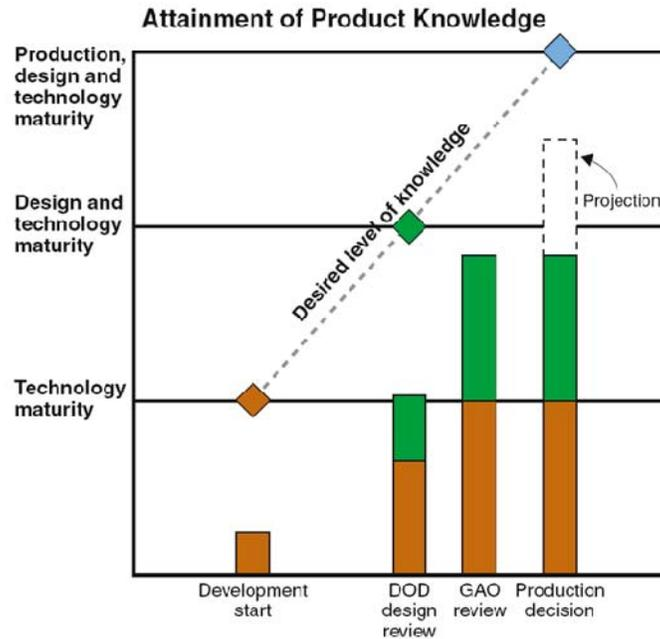 Attainment of Product Knowledge
Production,
design and
technology
maturity
Design and
technology
maturity
Technology
maturity
Desired level of knowledge
Projection
Development
start
DOD
design
review
GAO
review
Production
decision